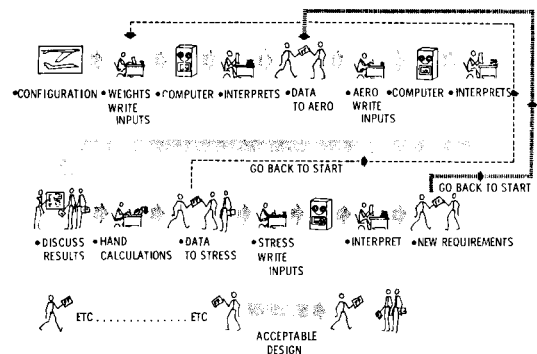 •CONFIGURATION •WEIGHTS •COMPUTER •INTERPRETS •DATA •AERO •COMPUTER •INTERPRETS
WRITE TO AERO WRITE
INPUTS INPUTS
GO BACK TO START
GO BACK TO START
•DISCUSS •HAND •DATA •STRESS •INTERPRET •NEW REQUIREMENTS
RESULTS CALCULATIONS TO STRESS WRITE
INPUTS
ETC . . . . . . . . . . . . ETC
ACCEPTABLE
DESIGN